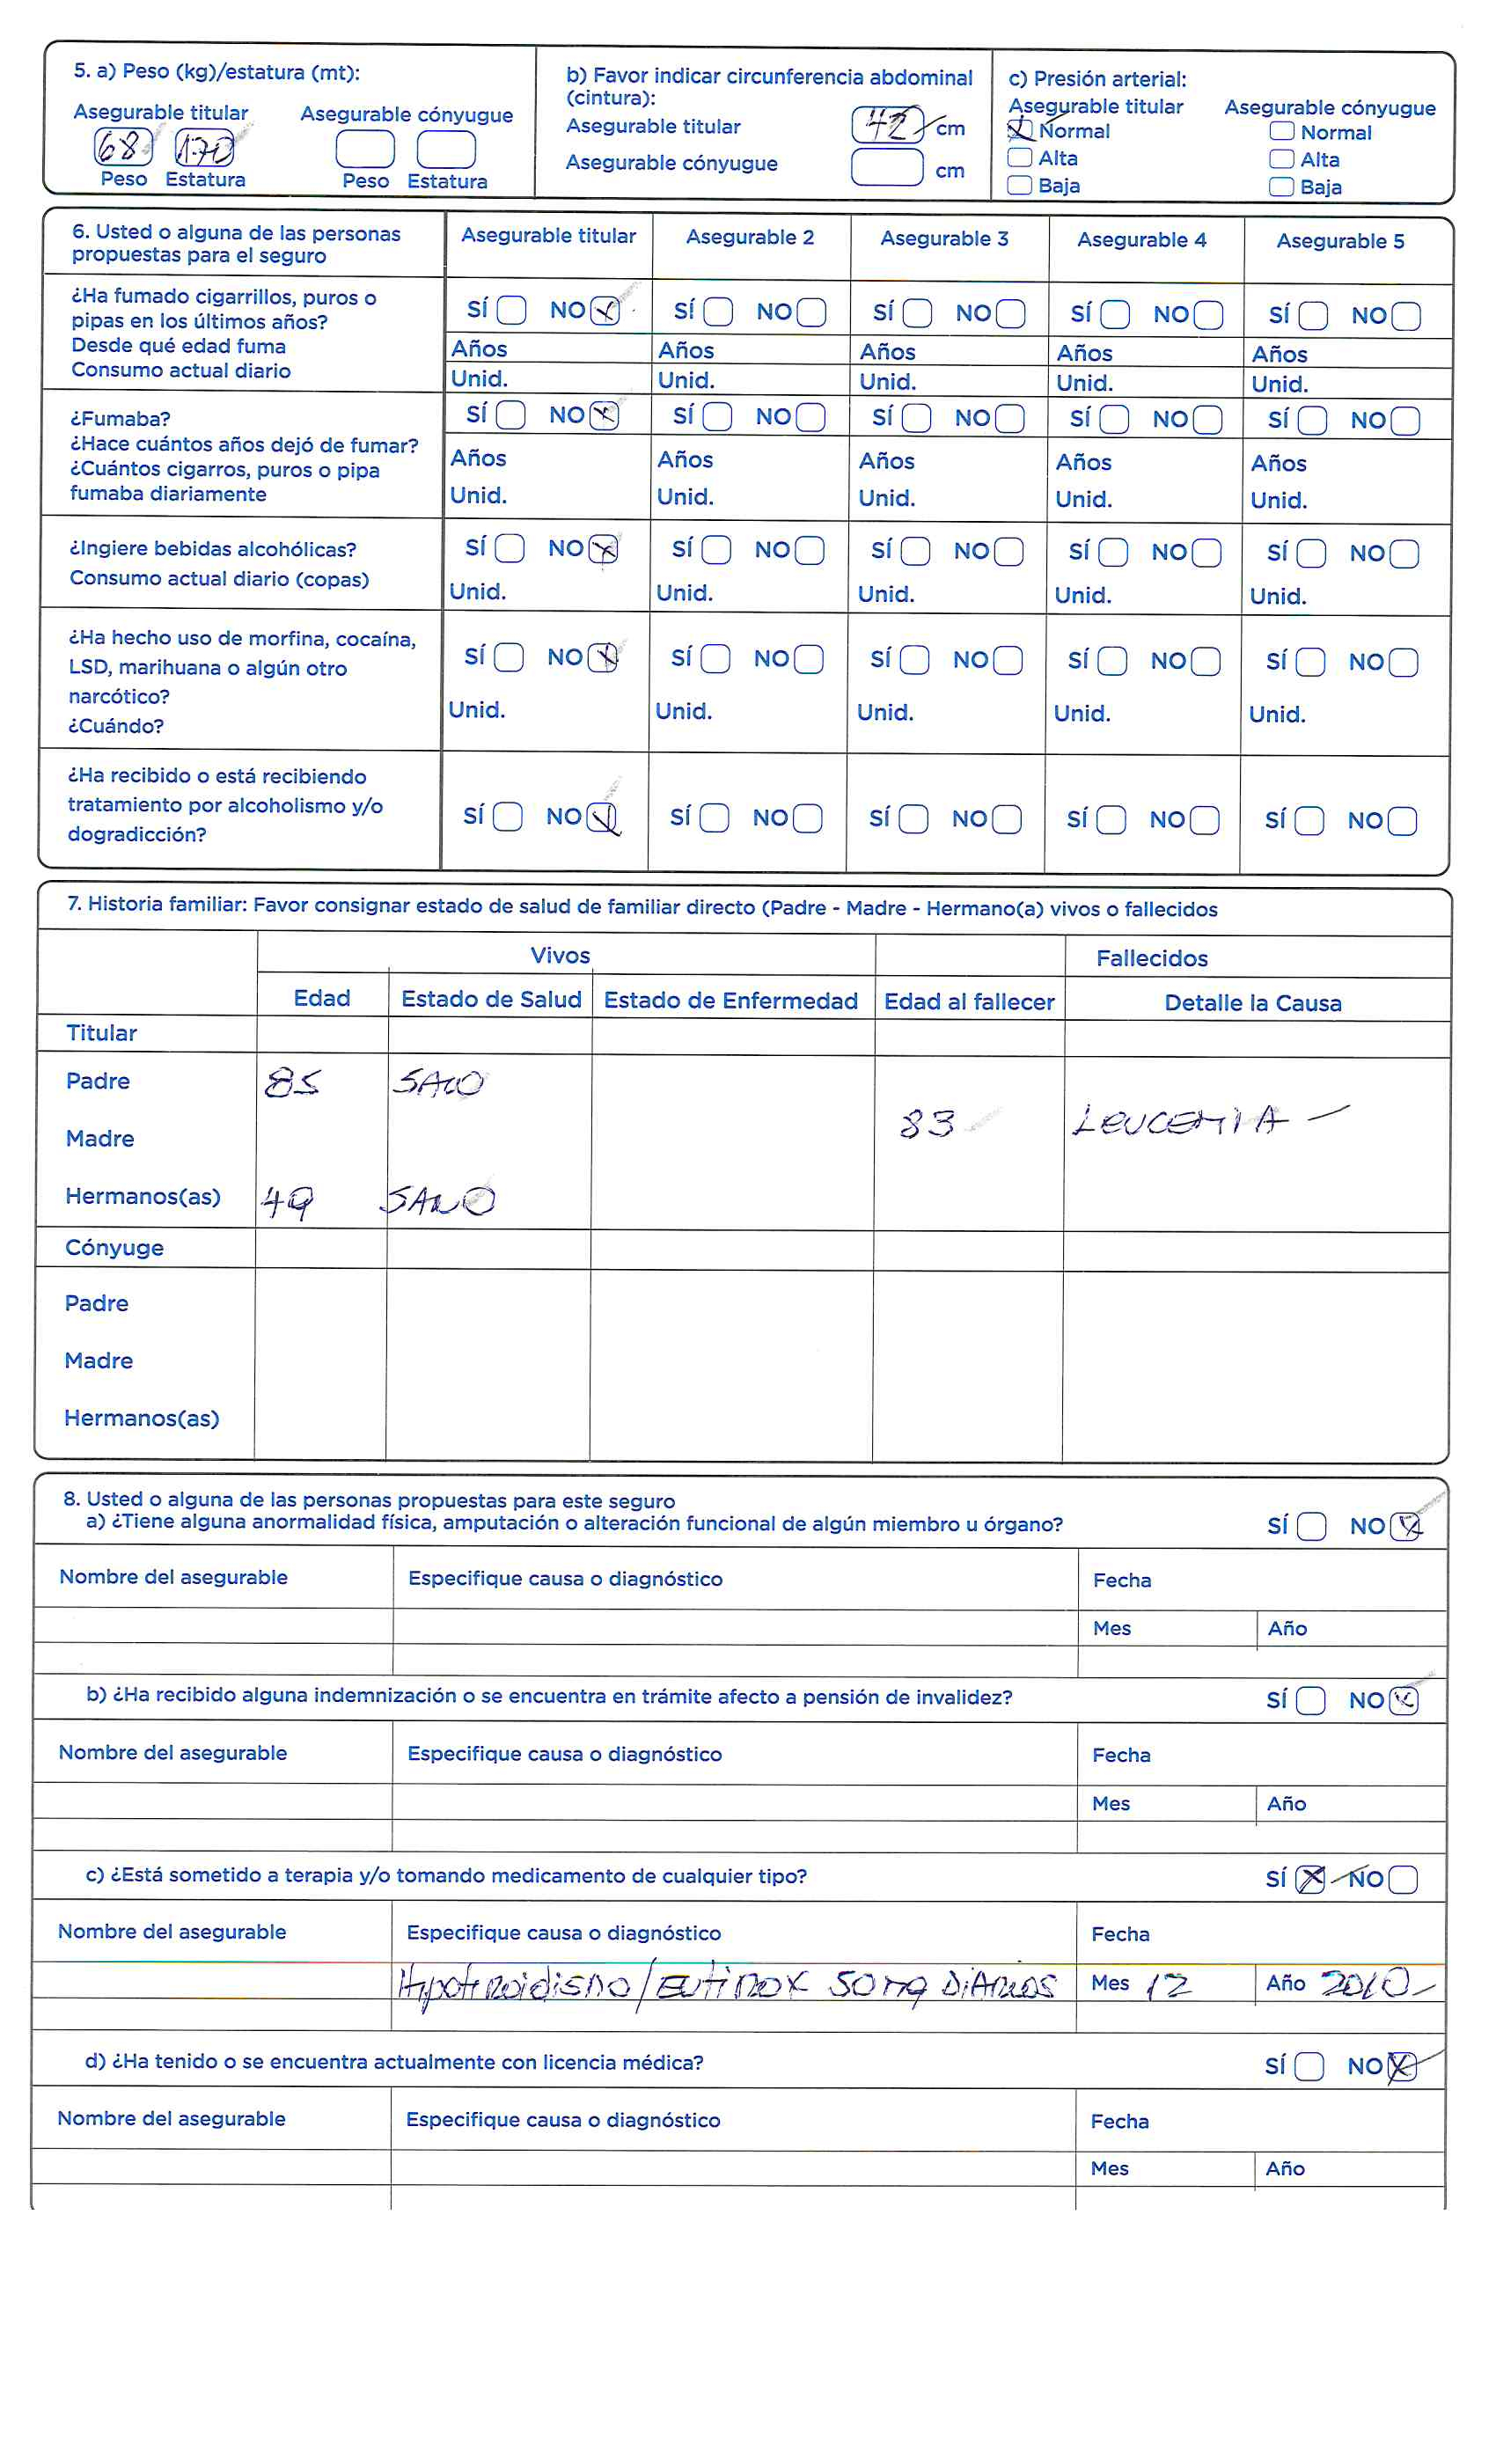 5. a) Peso (kg)/estatura (mt):
Asegurable titular Asegurable cónyugue
68 170
Peso Estatura Peso Estatura
b) Favor indicar circunferencia abdominal
(cintura):
Asegurable titular 42 cm
Asegurable cónyugue cm
c) Presión arterial:
Asegurable titular Asegurable cónyugue
Normal Normal
Alta Alta
Baja Baja
6. Usted o alguna de las personas
propuestas para el seguro
Asegurable titular Asegurable 2 Asegurable 3 Asegurable 4 Asegurable 5
¿Ha fumado cigarrillos, puros o
pipas en los últimos años?
Desde qué edad fuma
Consumo actual diario
SÍ NO X SÍ NO SÍ NO SÍ NO SÍ NO
Años Años Años Años Años
Unid. Unid. Unid. Unid. Unid.
¿Fumaba?
¿Hace cuántos años dejó de fumar?
¿Cuántos cigarros, puros o pipa
fumaba diariamente
SÍ NO X SÍ NO SÍ NO SÍ NO SÍ NO
Años Años Años Años Años
Unid. Unid. Unid. Unid. Unid.
¿Ingiere bebidas alcohólicas?
Consumo actual diario (copas)
SÍ NO X SÍ NO SÍ NO SÍ NO SÍ NO
Unid. Unid. Unid. Unid. Unid.
¿Ha hecho uso de morfina, cocaína,
LSD, marihuana o algún otro
narcótico?
¿Cuándo?
SÍ NO X SÍ NO SÍ NO SÍ NO SÍ NO
Unid. Unid. Unid. Unid. Unid.
¿Ha recibido o está recibiendo
tratamiento por alcoholismo y/o
dogradicción?
SÍ NO X SÍ NO SÍ NO SÍ NO SÍ NO
7. Historia familiar: Favor consignar estado de salud de familiar directo (Padre - Madre - Hermano(a) vivos o fallecidos
Vivos Fallecidos
Edad Estado de Salud Estado de Enfermedad Edad al fallecer Detalle la Causa
Titular
Padre 85 SANO
Madre 83 LEUCEMIA -
Hermanos(as) 49 SANO
Cónyuge
Padre
Madre
Hermanos(as)
8. Usted o alguna de las personas propuestas para este seguro
a) ¿Tiene alguna anormalidad física, amputación o alteración funcional de algún miembro u órgano? SÍ NO X
Nombre del asegurable Especifique causa o diagnóstico Fecha
Mes Año
b) ¿Ha recibido alguna indemnización o se encuentra en trámite afecto a pensión de invalidez? SÍ NO X
Nombre del asegurable Especifique causa o diagnóstico Fecha
Mes Año
c) ¿Está sometido a terapia y/o tomando medicamento de cualquier tipo? SÍ X NO
Nombre del asegurable Especifique causa o diagnóstico Fecha
Hipotiroidismo/EUTIROX 50 mg DIARIOS Mes 12 Año 2010-
d) ¿Ha tenido o se encuentra actualmente con licencia médica? SÍ NO X
Nombre del asegurable Especifique causa o diagnóstico Fecha
Mes Año